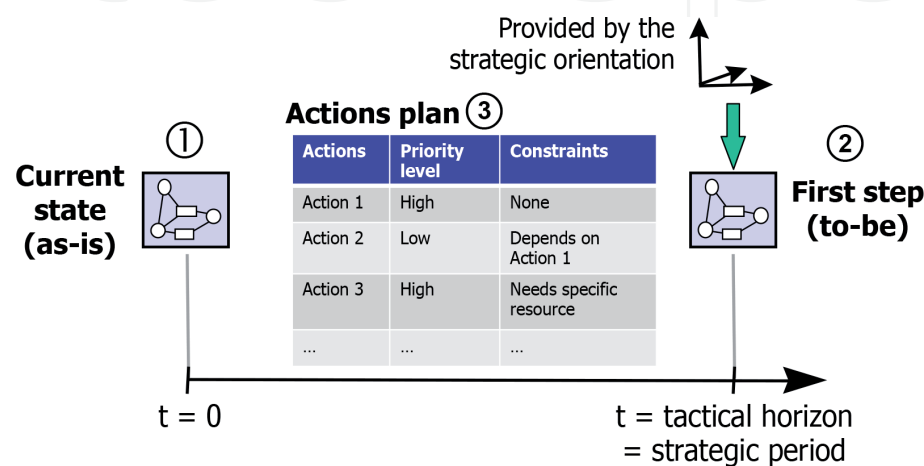 Provided by the
strategic orientation
Actions plan ③
①
②
Current
state
(as-is)
Actions Priority level Constraints
Action 1 High None
Action 2 Low Depends on Action 1
Action 3 High Needs specific resource
... ... ...
First step
(to-be)
t = 0
t = tactical horizon
= strategic period